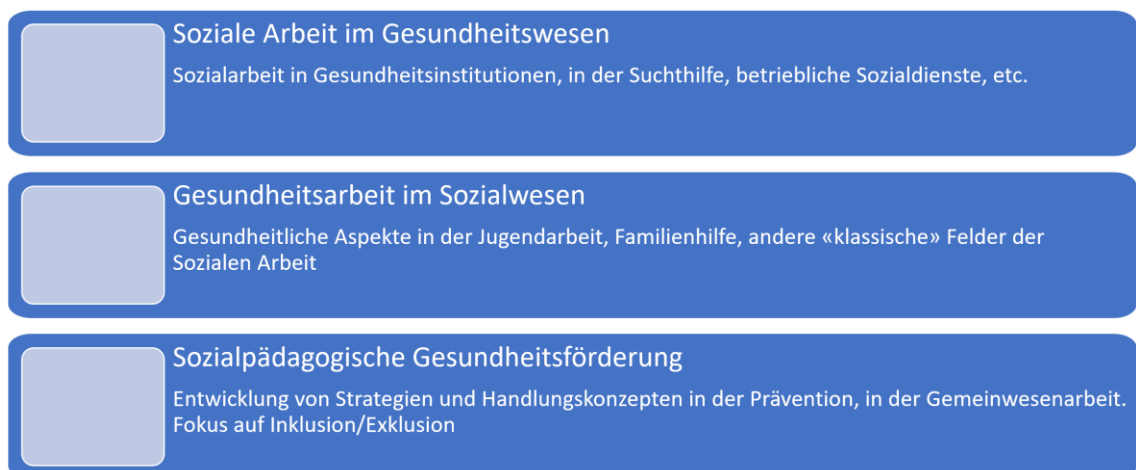 Soziale Arbeit im Gesundheitswesen
Sozialarbeit in Gesundheitsinstitutionen, in der Suchthilfe, betriebliche Sozialdienste, etc.
Gesundheitsarbeit im Sozialwesen
Gesundheitliche Aspekte in der Jugendarbeit, Familienhilfe, andere «klassische» Felder der
Sozialen Arbeit
Sozialpädagogische Gesundheitsförderung
Entwicklung von Strategien und Handlungskonzepten in der Prävention, in der Gemeinwesenarbeit.
Fokus auf Inklusion/Exklusion